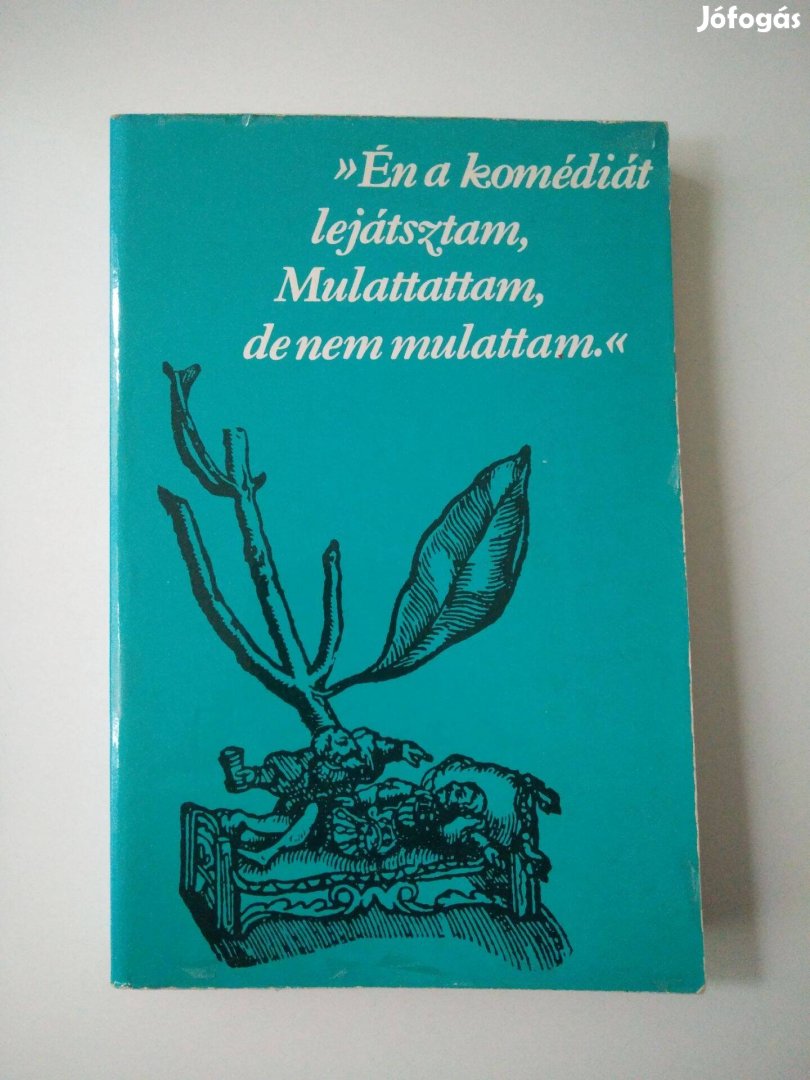 Jófogás
»Én a komédiát
lejátsztam,
Mulattattam,
de nem mulattam.«